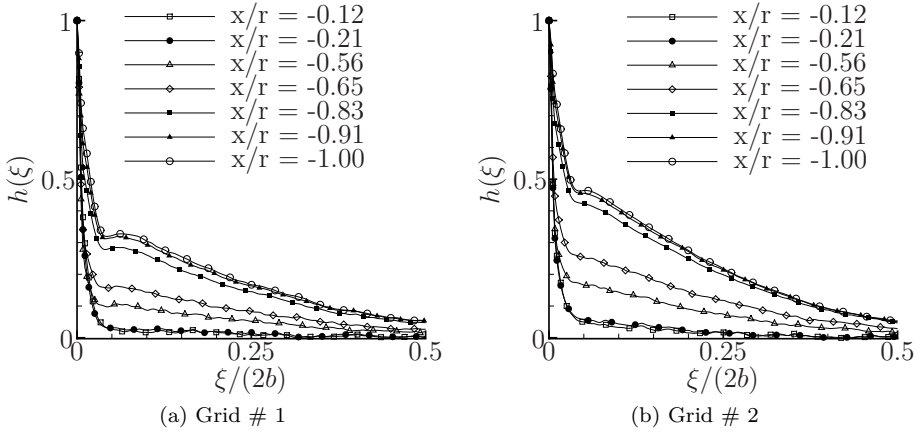 x/r = -0.12
x/r = -0.21
x/r = -0.56
x/r = -0.65
x/r = -0.83
x/r = -0.91
x/r = -1.00
1
0.5
0
h(ξ)
0
0.25
0.5
ξ/(2b)
(a) Grid # 1
x/r = -0.12
x/r = -0.21
x/r = -0.56
x/r = -0.65
x/r = -0.83
x/r = -0.91
x/r = -1.00
1
0.5
0
h(ξ)
0
0.25
0.5
ξ/(2b)
(b) Grid # 2